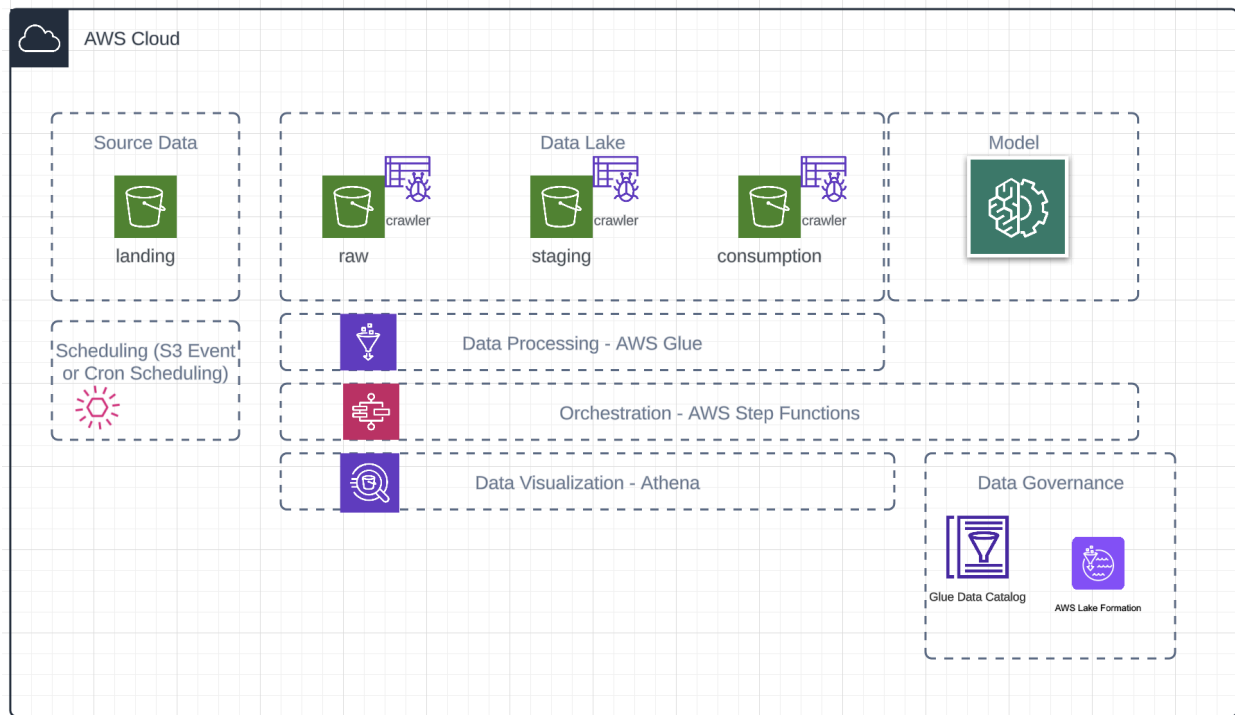 AWS Cloud
Source Data
landing
Data Lake
crawler
raw
crawler
staging
crawler
consumption
Model
Scheduling (S3 Event
or Cron Scheduling)
Data Processing - AWS Glue
Orchestration - AWS Step Functions
Data Visualization - Athena
Data Governance
Glue Data Catalog
AWS Lake Formation